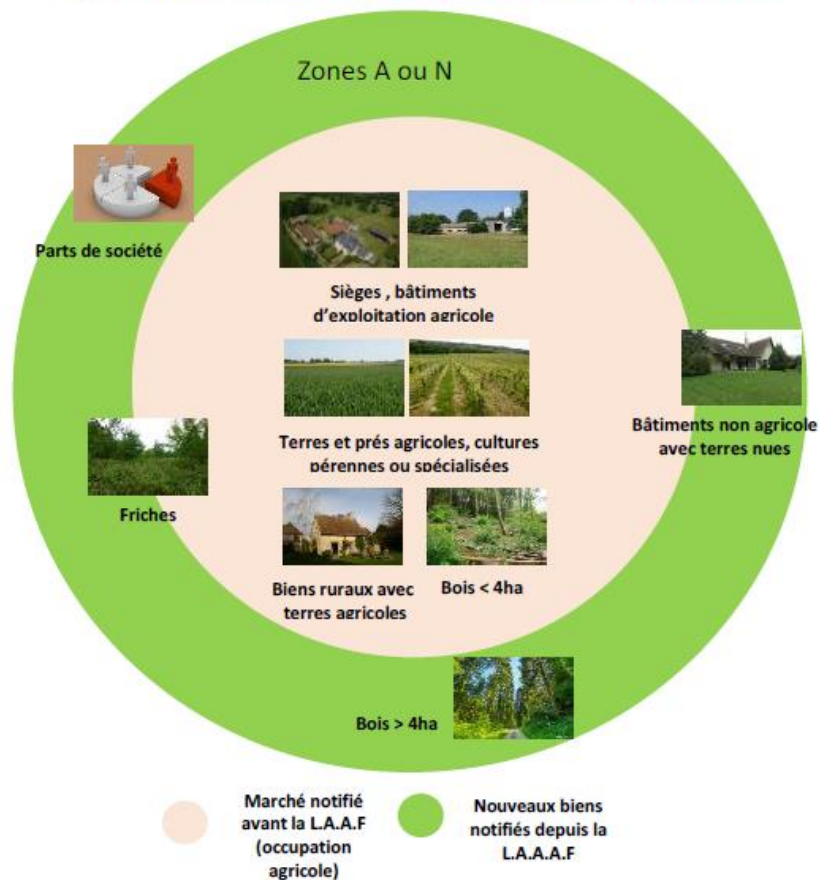 Zones A ou N
Parts de société
Sièges , bâtiments
d'exploitation agricole
Bâtiments non agricole
avec terres nues
Terres et prés agricoles, cultures
pérennes ou spécialisées
Friches
Biens ruraux avec
terres agricoles
Bois < 4ha
Bois > 4ha
Marché notifié
avant la L.A.A.F
(occupation
agricole)
Nouveaux biens
notifiés depuis la
L.A.A.A.F